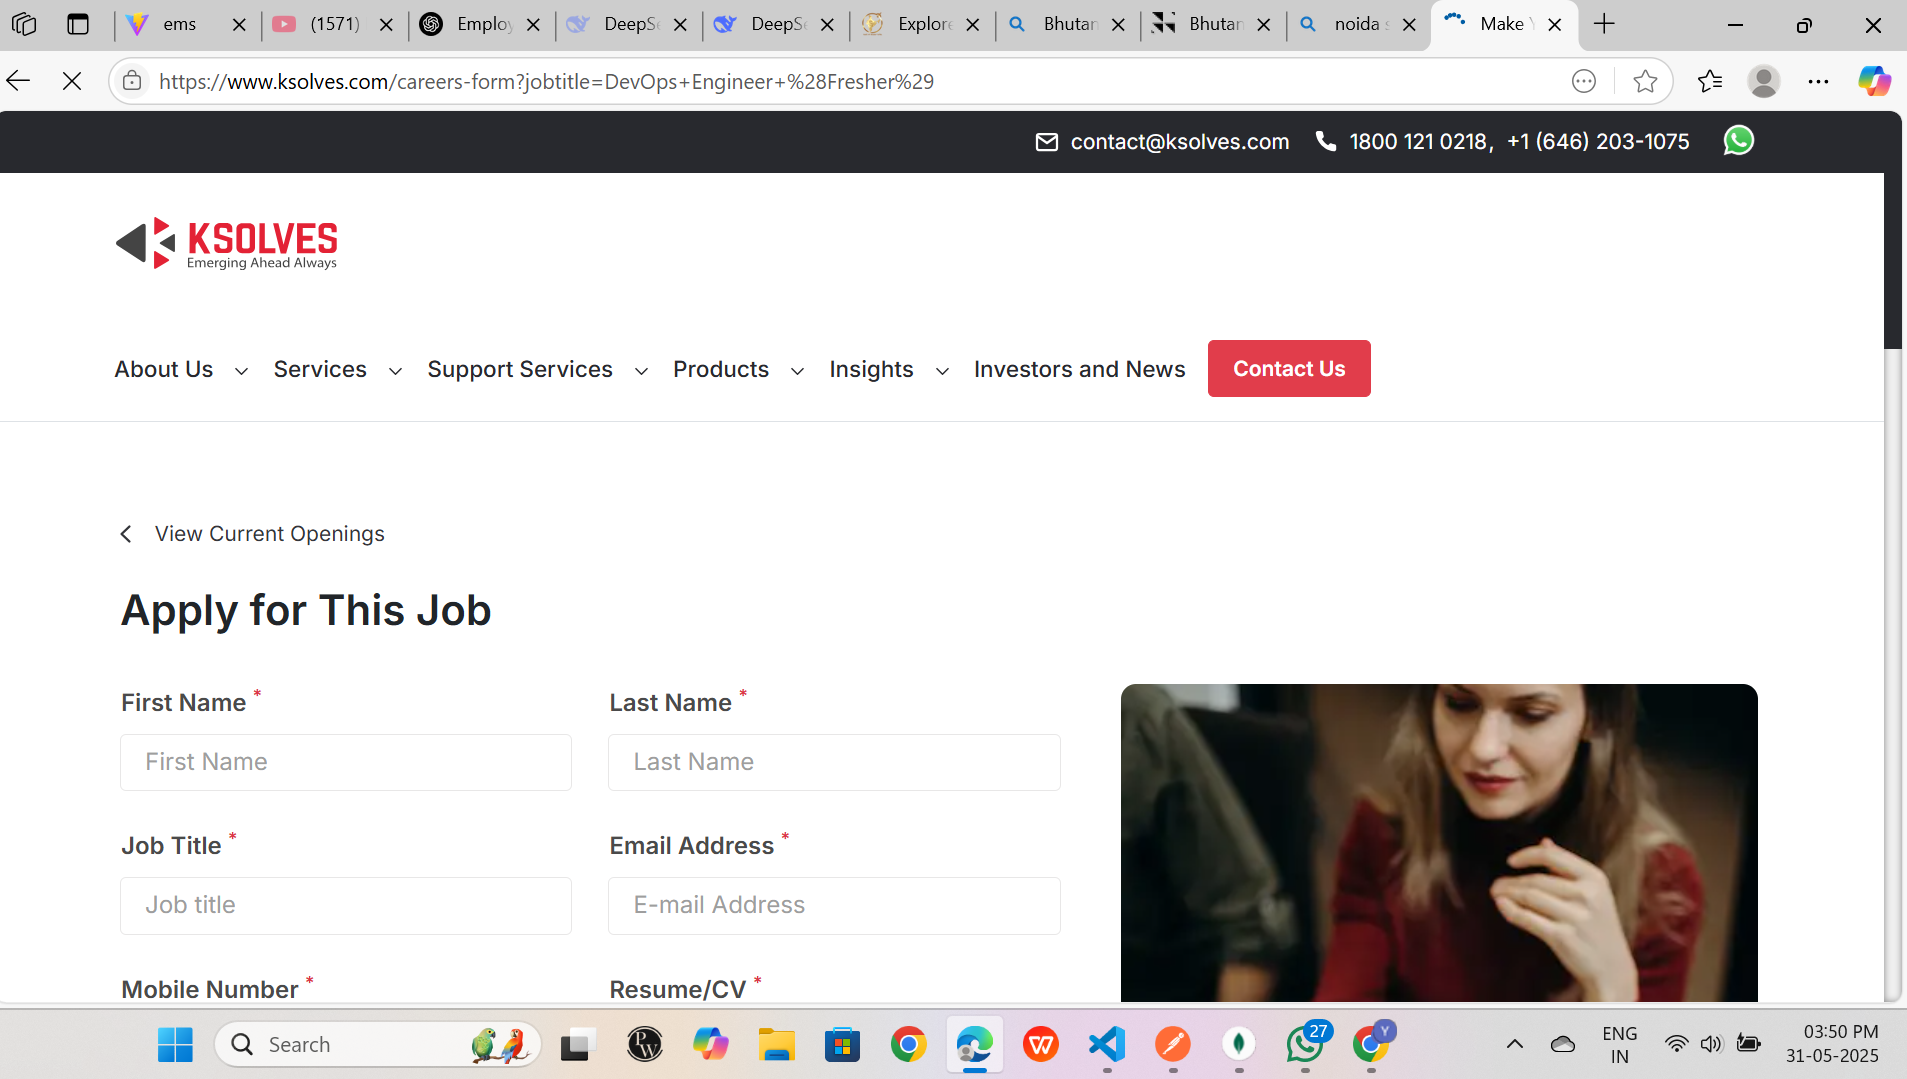 ems
(1571)
Employ
DeepSe
DeepSe
Explore
Bhutan
Bhutan
noida s
Make Y
https://www.ksolves.com/careers-form?jobtitle=DevOps+Engineer+%28Fresher%29
contact@ksolves.com 1800 121 0218, +1 (646) 203-1075
KSOLVES
Emerging Ahead Always
About Us Services Support Services Products Insights Investors and News Contact Us
View Current Openings
Apply for This Job
First Name * Last Name *
First Name Last Name
Job Title * Email Address *
Job title E-mail Address
Mobile Number * Resume/CV *
Search
PW
W
27
Y
ENG
IN
03:50 PM
31-05-2025